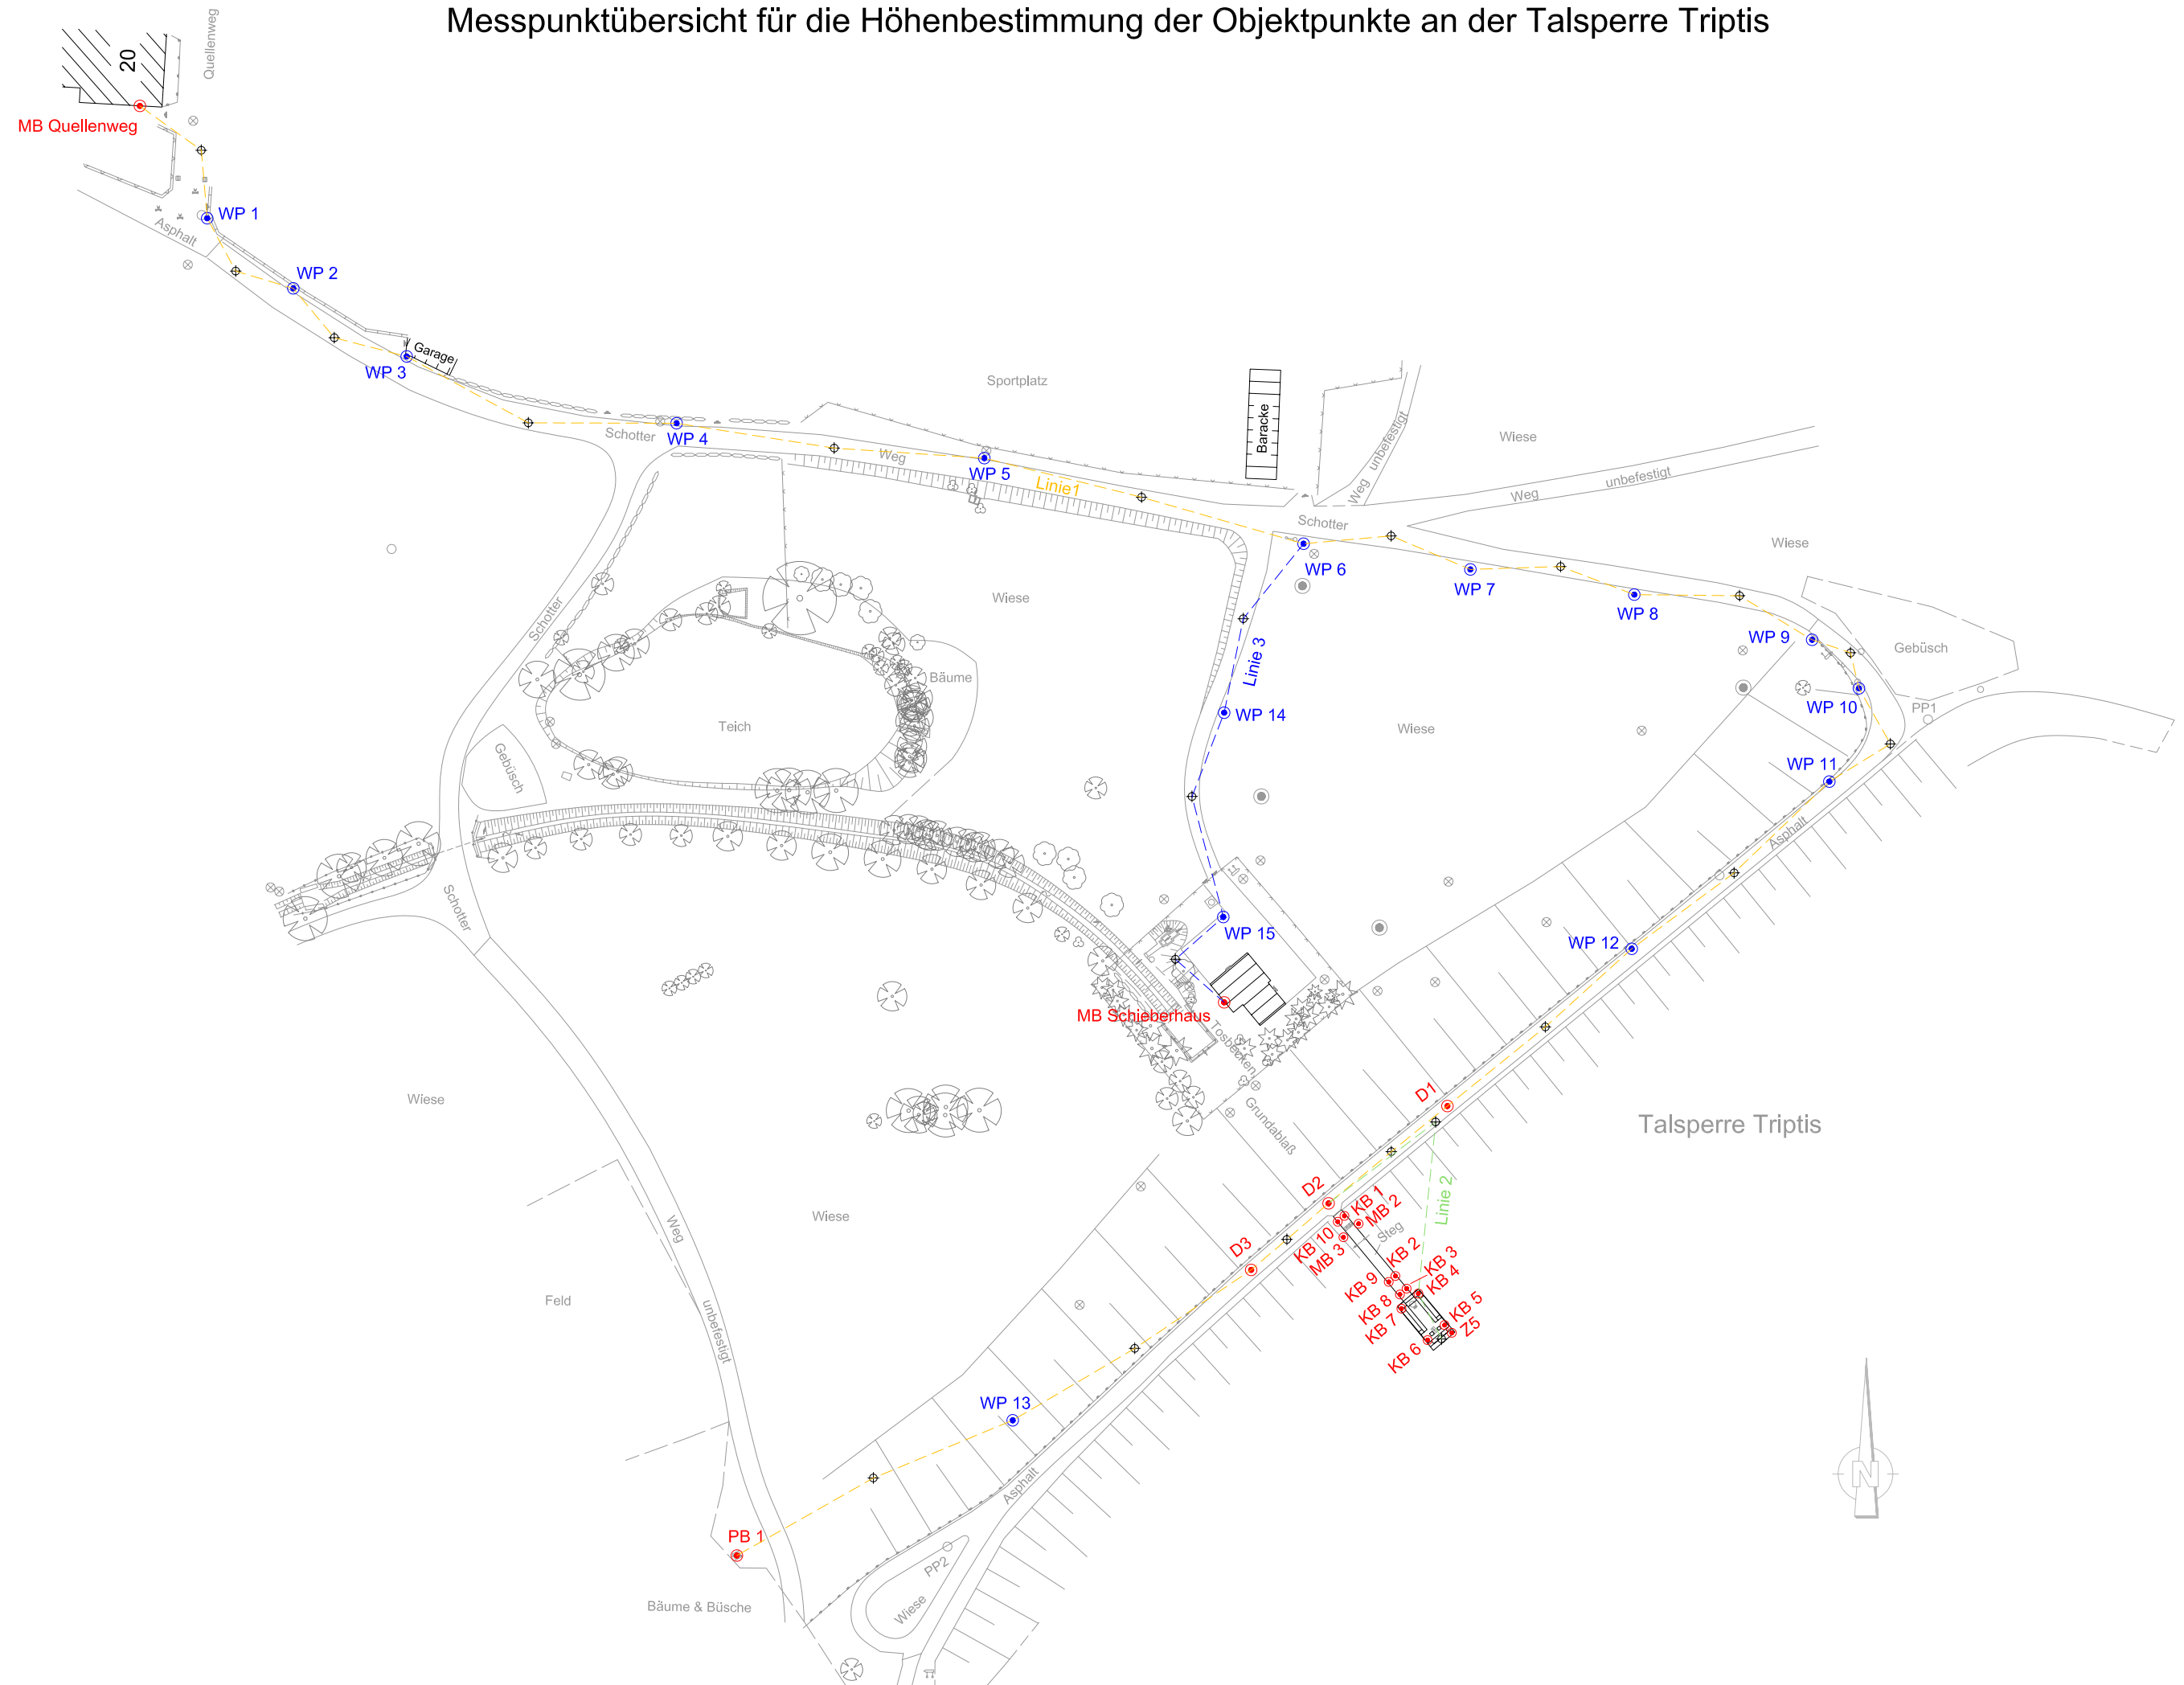 Messpunktübersicht für die Höhenbestimmung der Objektpunkte an der Talsperre Triptis
20
Quellenweg
MB Quellenweg
WP 1
Asphalt
WP 2
Garage
WP 3
Sportplatz
Baracke
Weg
unbefestigt
Wiese
Schotter
WP 4
Weg
WP 5
Linie1
Weg
unbefestigt
Schotter
WP 6
Wiese
WP 7
WP 8
Wiese
Schotter
WP 9
Gebüsch
Linie 3
Bäume
WP 10
PP1
WP 14
Teich
Wiese
Gebüsch
WP 11
Asphalt
Schotter
WP 15
WP 12
MB Schieberhaus
Tosbecken
Wiese
D1
Grundablaß
Talsperre Triptis
D2
KB 1
MB 2
Linie 2
Wiese
Weg
Steg
KB 10
MB 3
D3
KB 2
KB 3
KB 4
KB 9
KB 8
KB 7
KB 5
Z5
KB 6
Feld
unbefestigt
WP 13
Asphalt
N
PB 1
PP2
Wiese
Bäume & Büsche